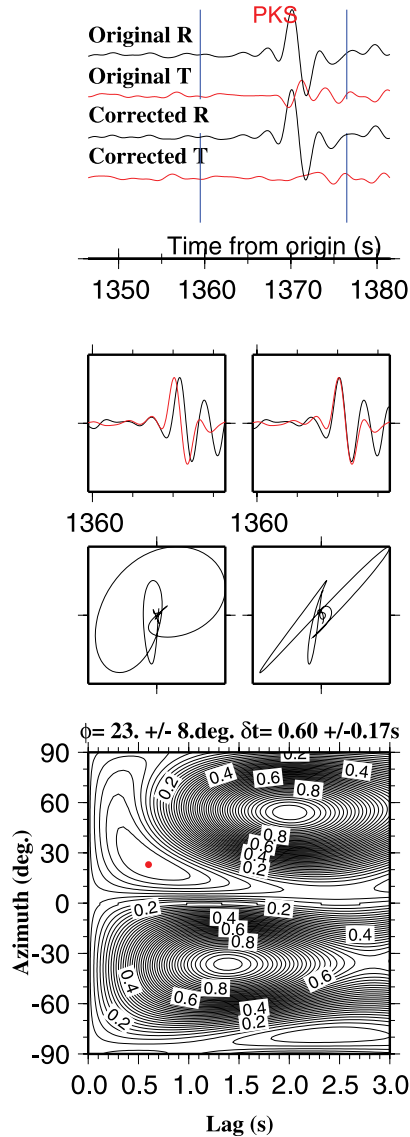 PKS
Original R
Original T
Corrected R
Corrected T
Time from origin (s)
1350 1360 1370 1380
1360 1360
ϕ= 23. +/- 8.deg. δt= 0.60 +/-0.17s
Azimuth (deg.)
90
60
30
0
-30
-60
-90
0.2 0.2
0.4 0.4
0.6
0.8
0.8
0.6
0.4
0.2
0.2 0.2
0.4 0.4
0.6
0.8
0.4 0.6
0.6 0.8
0.4
0.2 0.2
0.0 0.5 1.0 1.5 2.0 2.5 3.0
Lag (s)